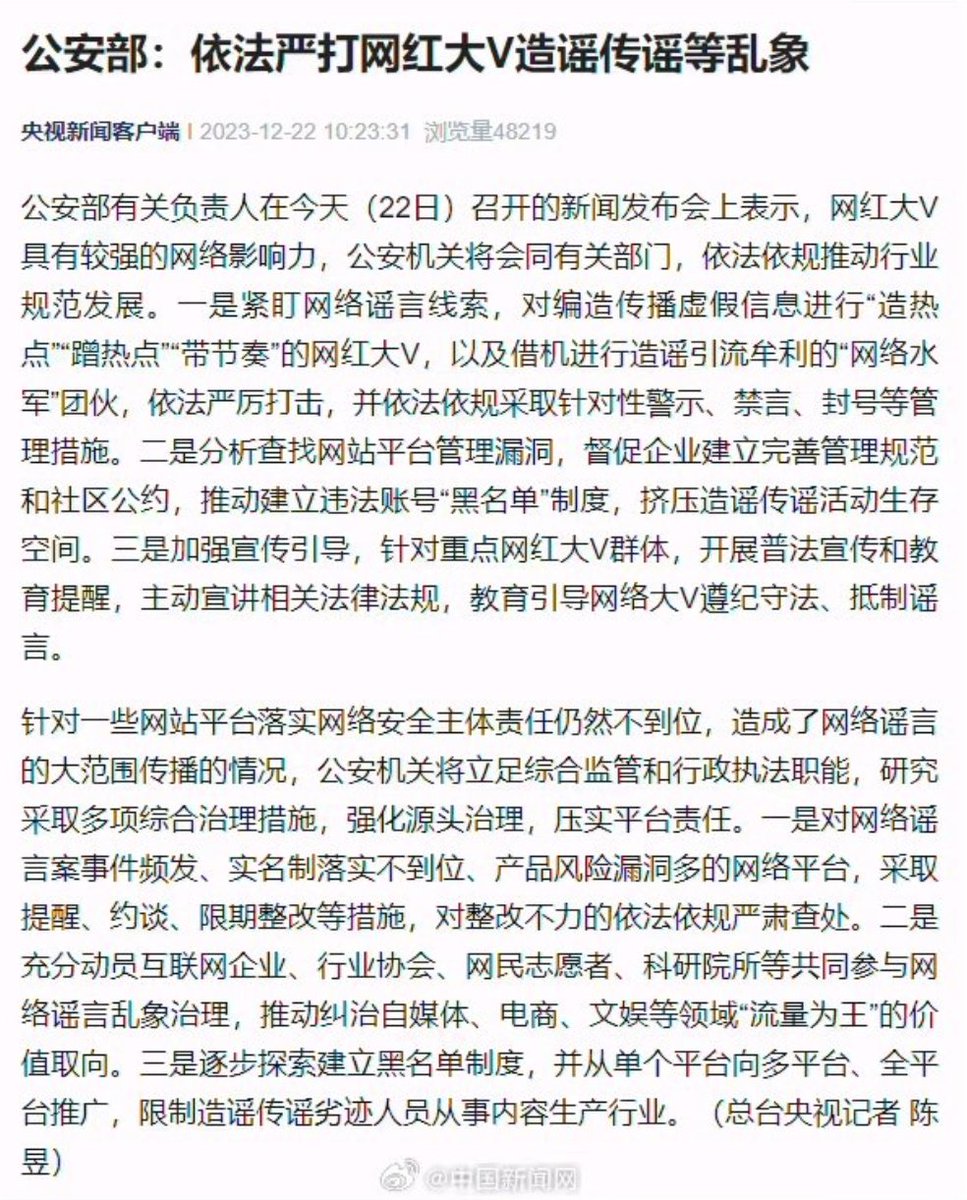 公安部：依法严打网红大V造谣传谣等乱象
央视新闻客户端 | 2023-12-22 10:23:31 浏览量48219
公安部有关负责人在今天（22日）召开的新闻发布会上表示，网红大V
具有较强的网络影响力，公安机关将会同有关部门，依法依规推动行业
规范发展。一是紧盯网络谣言线索，对编造传播虚假信息进行“造热
点”“蹭热点”“带节奏”的网红大V，以及借机进行造谣引流牟利的“网络水
军”团伙，依法严厉打击，并依法依规采取针对性警示、禁言、封号等管
理措施。二是分析查找网站平台管理漏洞，督促企业建立完善管理规范
和社区公约，推动建立违法账号“黑名单”制度，挤压造谣传谣活动生存
空间。三是加强宣传引导，针对重点网红大V群体，开展普法宣传和教
育提醒，主动宣讲相关法律法规，教育引导网络大V遵纪守法、抵制谣
言。
针对一些网站平台落实网络安全主体责任仍然不到位，造成了网络谣言
的大范围传播的情况，公安机关将立足综合监管和行政执法职能，研究
采取多项综合治理措施，强化源头治理，压实平台责任。一是对网络谣
言案事件频发、实名制落实不到位、产品风险漏洞多的网络平台，采取
提醒、约谈、限期整改等措施，对整改不力的依法依规严肃查处。二是
充分动员互联网企业、行业协会、网民志愿者、科研院所等共同参与网
络谣言乱象治理，推动纠治自媒体、电商、文娱等领域“流量为王”的价
值取向。三是逐步探索建立黑名单制度，并从单个平台向多平台、全平
台推广，限制造谣传谣劣迹人员从事内容生产行业。（总台央视记者 陈
昱）
@中国新闻网